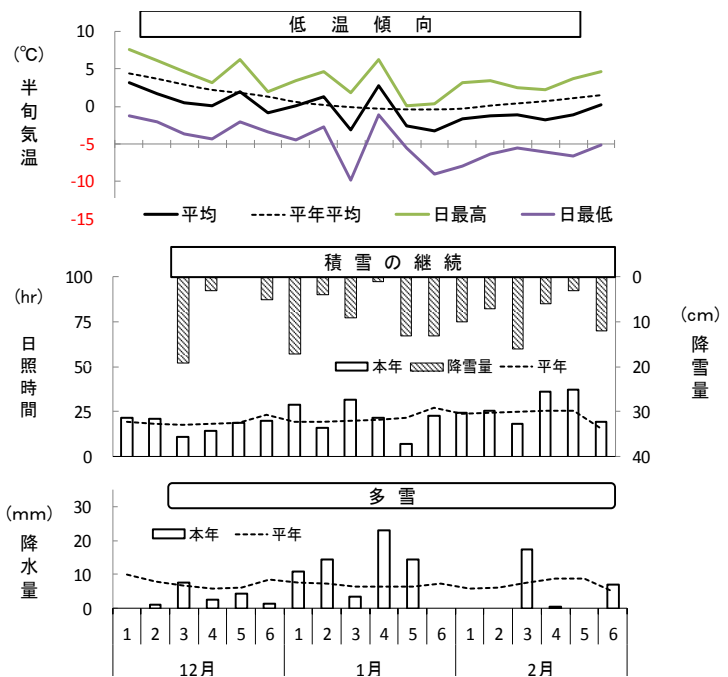 低温傾向
(℃)
半旬気温
10
5
0
-5
-10
-15
平均 平年平均 日最高 日最低
積雪の継続
(hr)
日照時間
100
75
50
25
0
本年 降雪量 平年
0
10
20
30
40
(cm)
降雪量
多雪
(mm)
降水量
30
20
10
0
本年 平年
1 2 3 4 5 6 1 2 3 4 5 6 1 2 3 4 5 6
12月 1月 2月